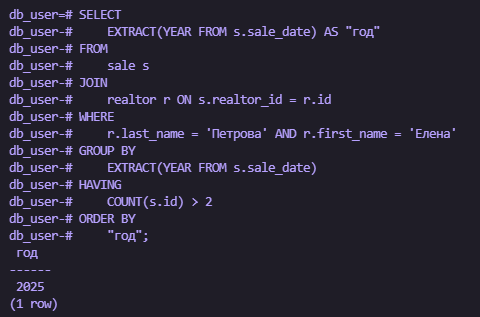 db_user=# SELECT
db_user-#     EXTRACT(YEAR FROM s.sale_date) AS "год"
db_user-# FROM
db_user-#     sale s
db_user-# JOIN
db_user-#     realtor r ON s.realtor_id = r.id
db_user-# WHERE
db_user-#     r.last_name = 'Петрова' AND r.first_name = 'Елена'
db_user-# GROUP BY
db_user-#     EXTRACT(YEAR FROM s.sale_date)
db_user-# HAVING
db_user-#     COUNT(s.id) > 2
db_user-# ORDER BY
db_user-#     "год";
 год
------
 2025
(1 row)